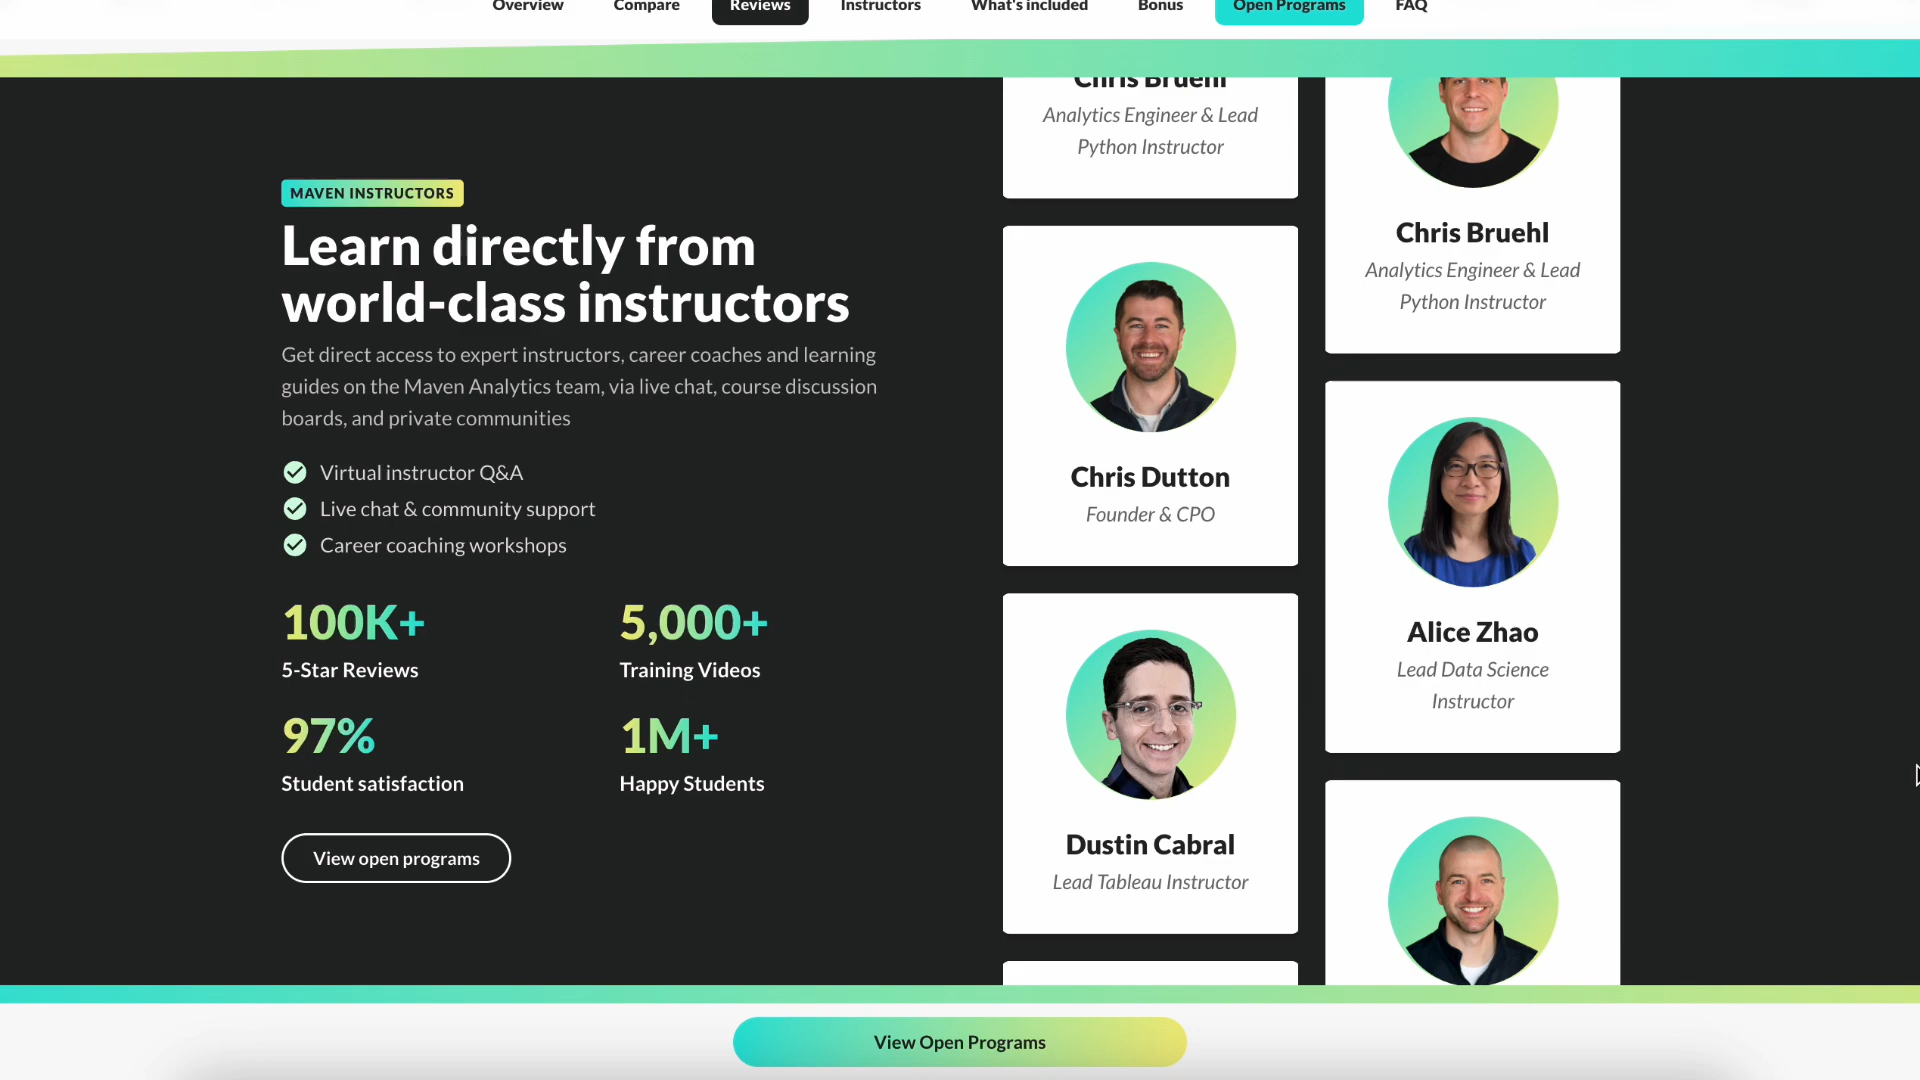 Overview
Compare
Reviews
Instructors
What's included
Bonus
Open Programs
FAQ
MAVEN INSTRUCTORS
Learn directly from
world-class instructors
Get direct access to expert instructors, career coaches and learning
guides on the Maven Analytics team, via live chat, course discussion
boards, and private communities
Virtual instructor Q&A
Live chat & community support
Career coaching workshops
100K+
5-Star Reviews
5,000+
Training Videos
97%
Student satisfaction
1M+
Happy Students
View open programs
Chris Bruehl
Analytics Engineer & Lead
Python Instructor
Chris Dutton
Founder & CPO
Dustin Cabral
Lead Tableau Instructor
Chris Bruehl
Analytics Engineer & Lead
Python Instructor
Alice Zhao
Lead Data Science
Instructor
View Open Programs